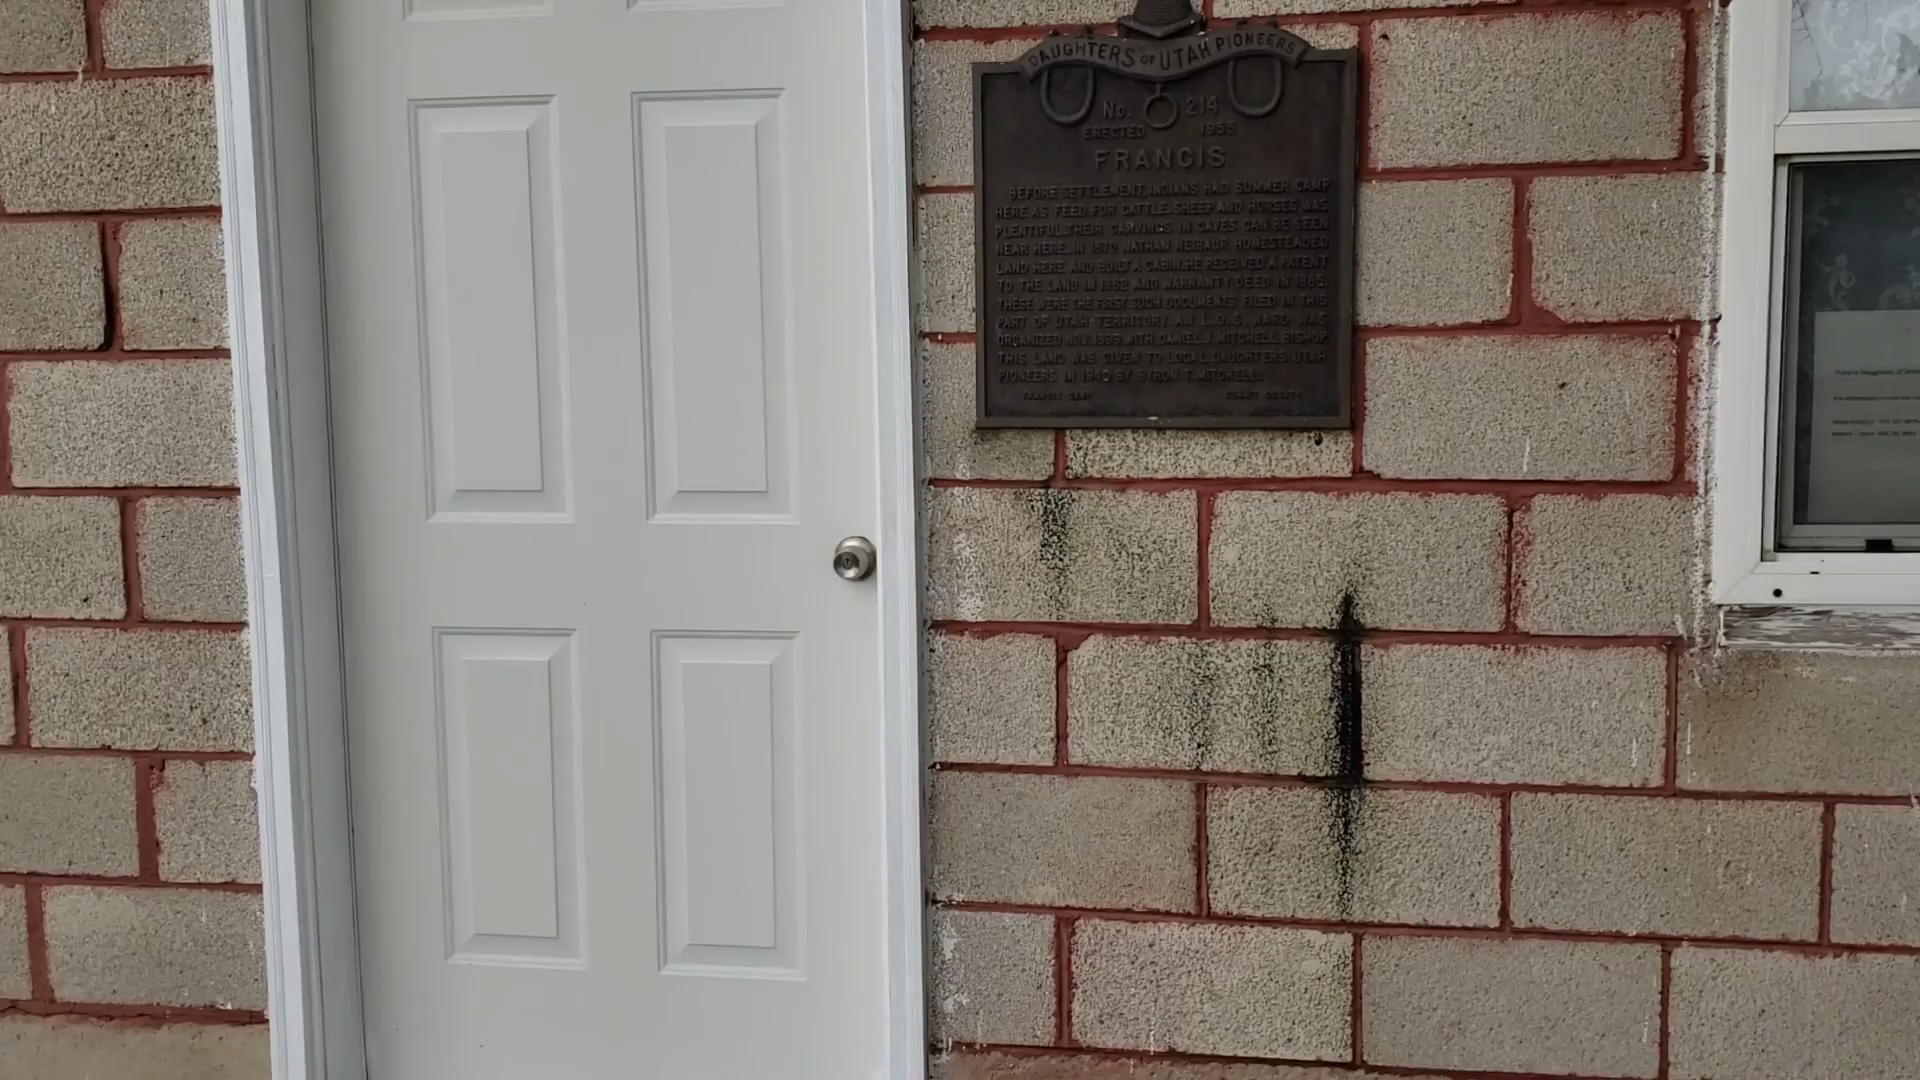 DAUGHTERS OF UTAH PIONEERS
No. 214
ERECTED 1955
FRANCIS
BEFORE SETTLEMENT, INDIANS HAD SUMMER CAMP
HERE AS FEED FOR CATTLE, SHEEP AND HORSES WAS
PLENTIFUL. THEIR CARVINGS IN CAVES CAN BE SEEN
NEAR HERE. IN 1870 NATHAN NEIBAUR HOMESTEADED
LAND HERE AND BUILT A CABIN. HE RECEIVED A PATENT
TO THE LAND IN 1882 AND WARRANTY DEED IN 1885.
THESE WERE THE FIRST SUCH DOCUMENTS FILED IN THIS
PART OF UTAH TERRITORY. AN L.D.S. WARD WAS
ORGANIZED NOV. 1899 WITH DANIEL J. MITCHELL BISHOP
THIS LAND WAS GIVEN TO LOCAL DAUGHTERS UTAH
PIONEERS IN 1940 BY BYRON T. MITCHELL.
FRANCIS CAMP SUMMIT COUNTY